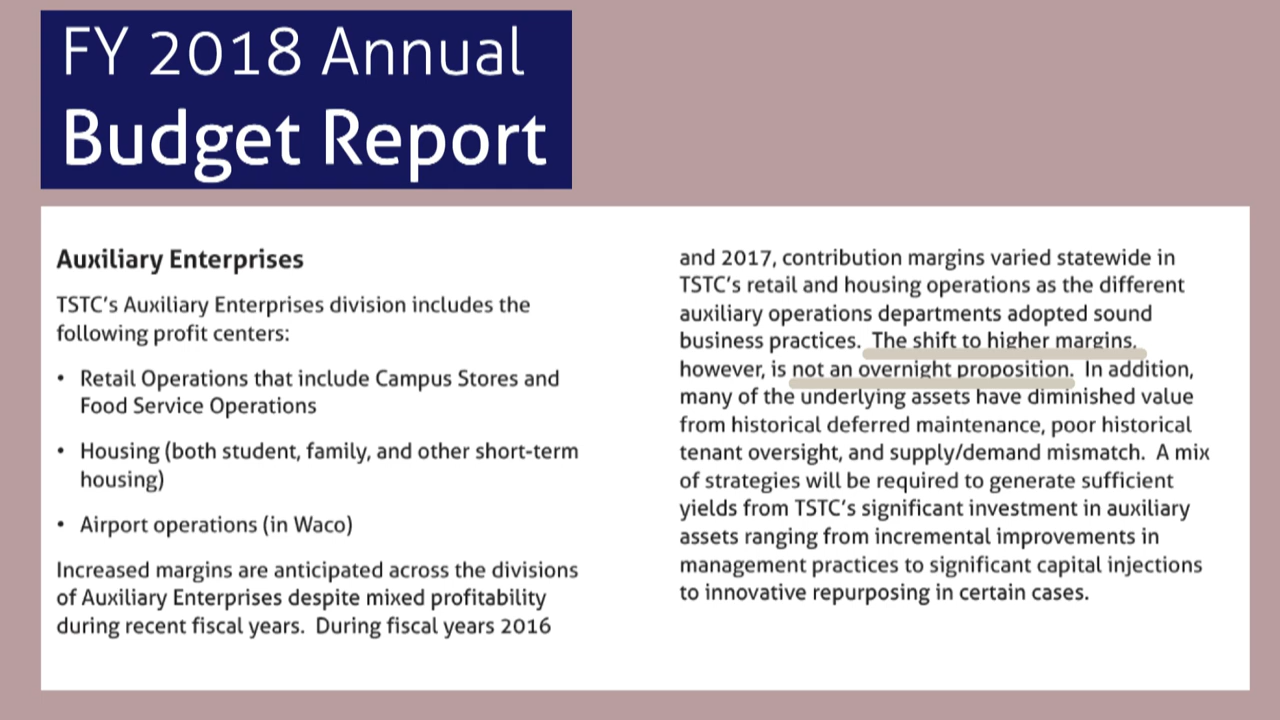 FY 2018 Annual
Budget Report
Auxiliary Enterprises
TSTC's Auxiliary Enterprises division includes the
following profit centers:
• Retail Operations that include Campus Stores and
Food Service Operations
• Housing (both student, family, and other short-term
housing)
• Airport operations (in Waco)
Increased margins are anticipated across the divisions
of Auxiliary Enterprises despite mixed profitability
during recent fiscal years.  During fiscal years 2016
and 2017, contribution margins varied statewide in
TSTC's retail and housing operations as the different
auxiliary operations departments adopted sound
business practices.  The shift to higher margins,
however, is not an overnight proposition.  In addition,
many of the underlying assets have diminished value
from historical deferred maintenance, poor historical
tenant oversight, and supply/demand mismatch.  A mix
of strategies will be required to generate sufficient
yields from TSTC's significant investment in auxiliary
assets ranging from incremental improvements in
management practices to significant capital injections
to innovative repurposing in certain cases.